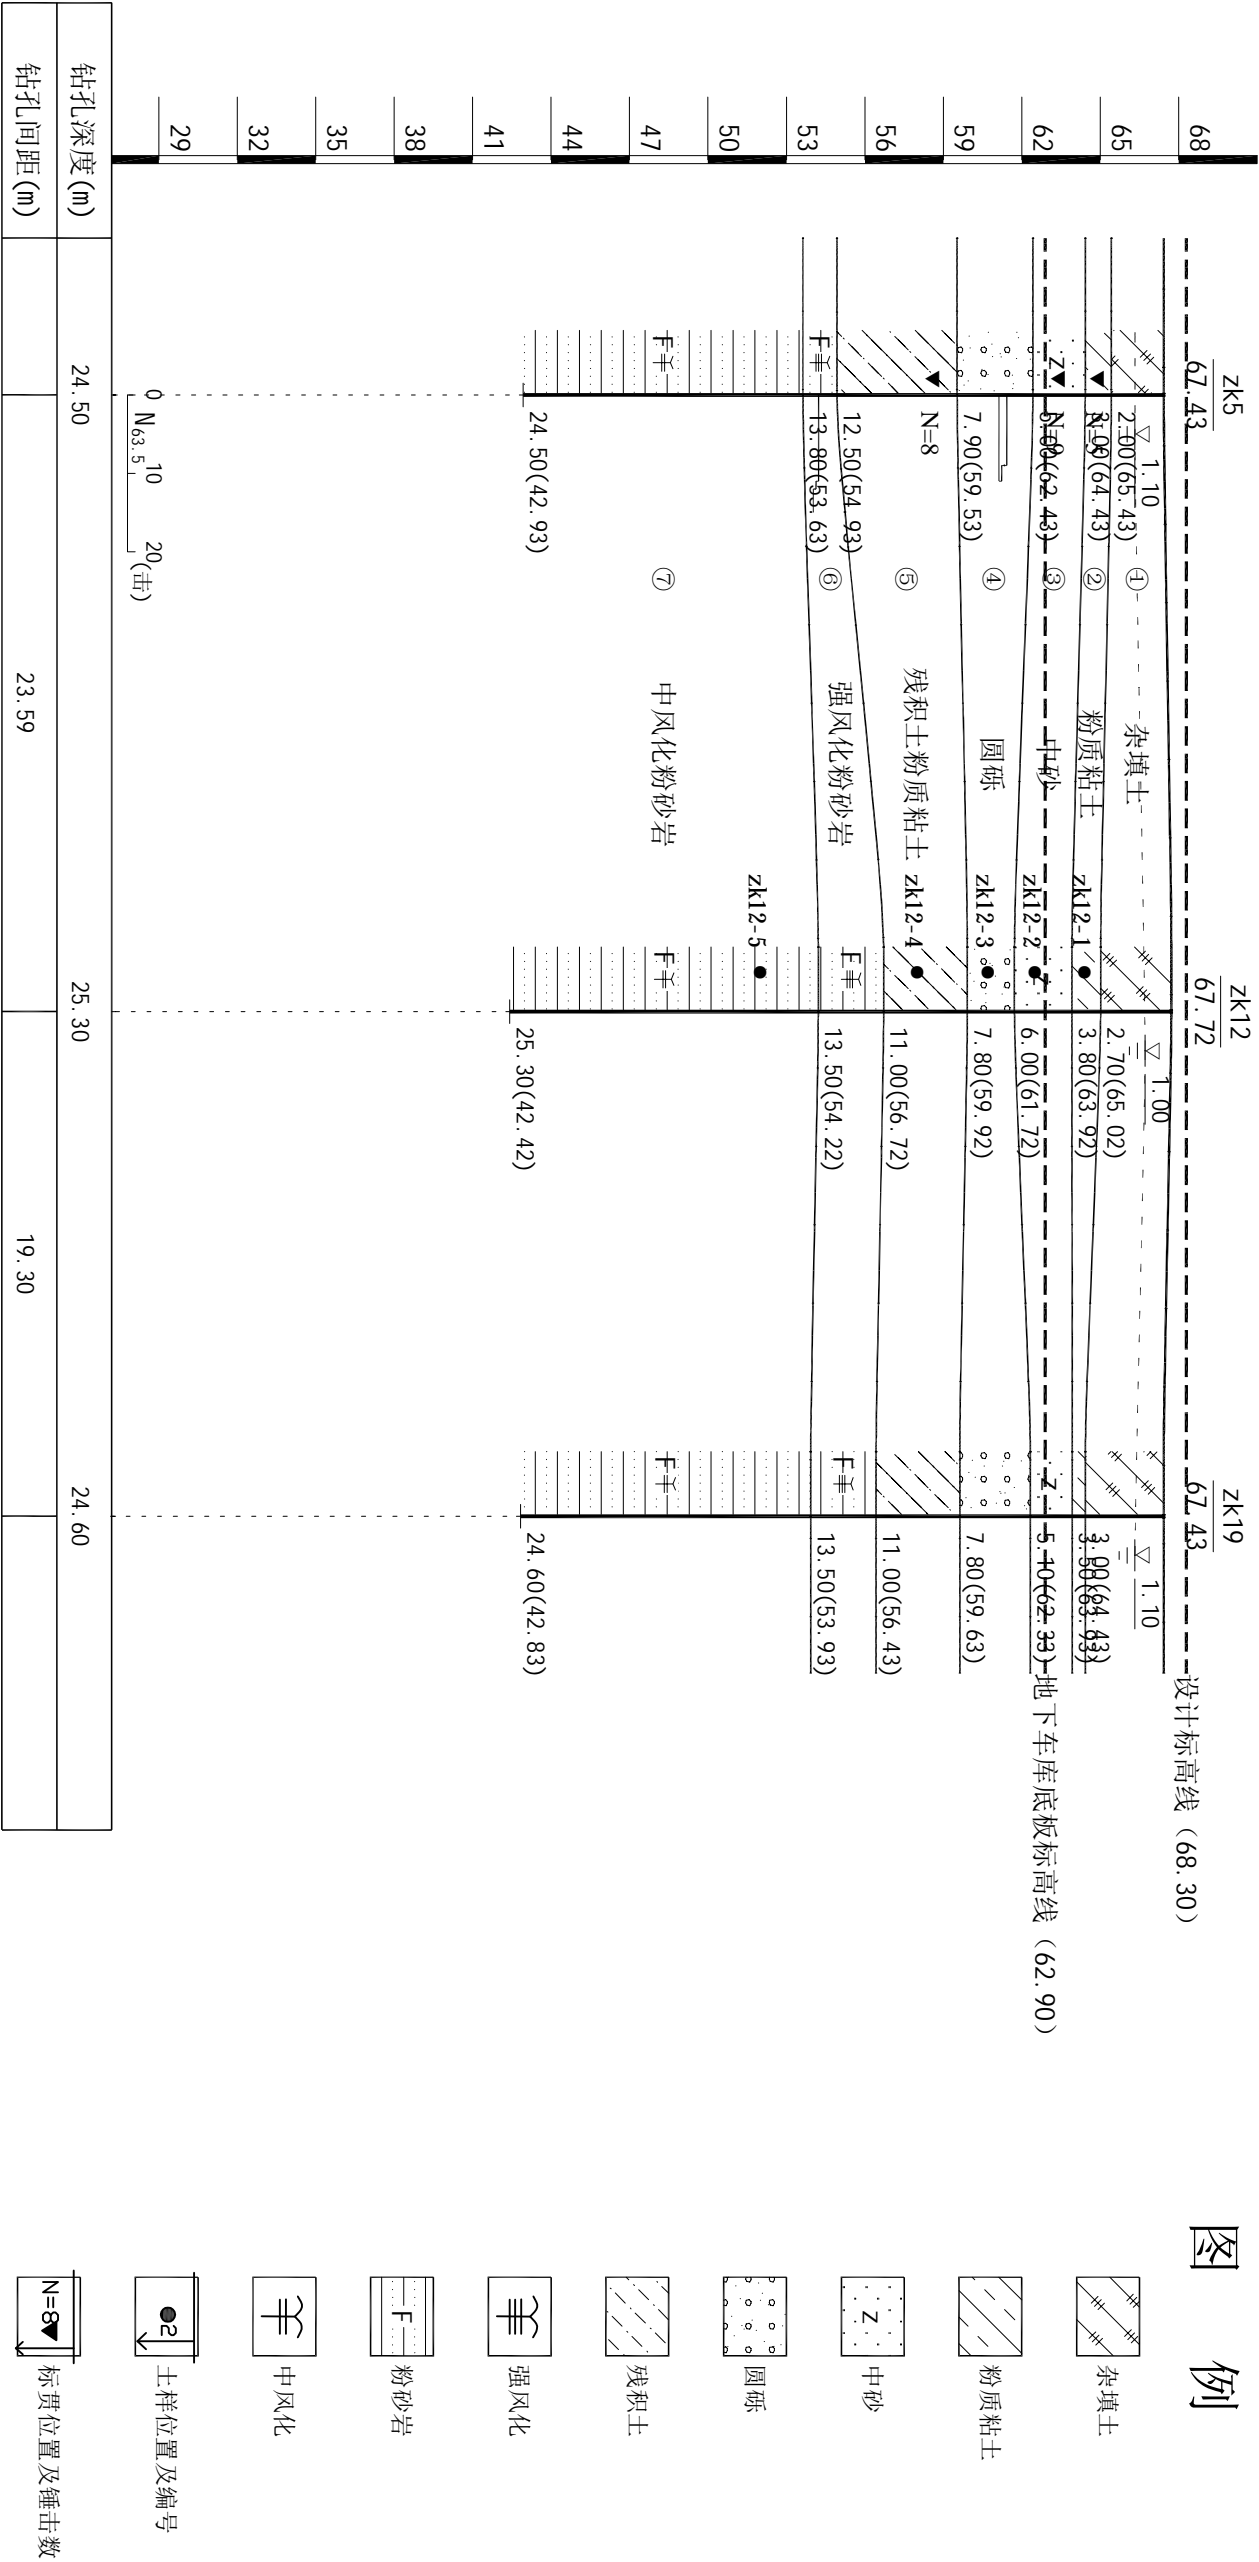 zk5
67.43
zk12
67.72
zk19
67.43
68
65
62
59
56
53
50
47
44
41
38
35
32
29
1.10
2.00(65.43)
3.00(64.43)
5.00(62.43)
N=9
7.90(59.53)
N=8
12.50(54.93)
13.80(53.63)
24.50(42.93)
Z
F
F
①
②
③
④
⑤
⑥
⑦
杂填土
粉质粘土
中砂
圆砾
残积土粉质粘土
强风化粉砂岩
中风化粉砂岩
zk12-1
zk12-2
zk12-3
zk12-4
zk12-5
F
F
1.00
2.70(65.02)
3.80(63.92)
6.00(61.72)
7.80(59.92)
11.00(56.72)
13.50(54.22)
25.30(42.42)
Z
F
F
1.10
3.00(64.43)
3.50(63.93)
5.10(62.33)
7.80(59.63)
11.00(56.43)
13.50(53.93)
24.60(42.83)
设计标高线（68.30）
地下车库底板标高线（62.90）
0 10 20(击)
N63.5
钻孔深度(m) 24.50 25.30 24.60
钻孔间距(m) 23.59 19.30
图 例
杂填土
粉质粘土
Z 中砂
圆砾
残积土
强风化
F 粉砂岩
中风化
2 土样位置及编号
N=8 标贯位置及锤击数